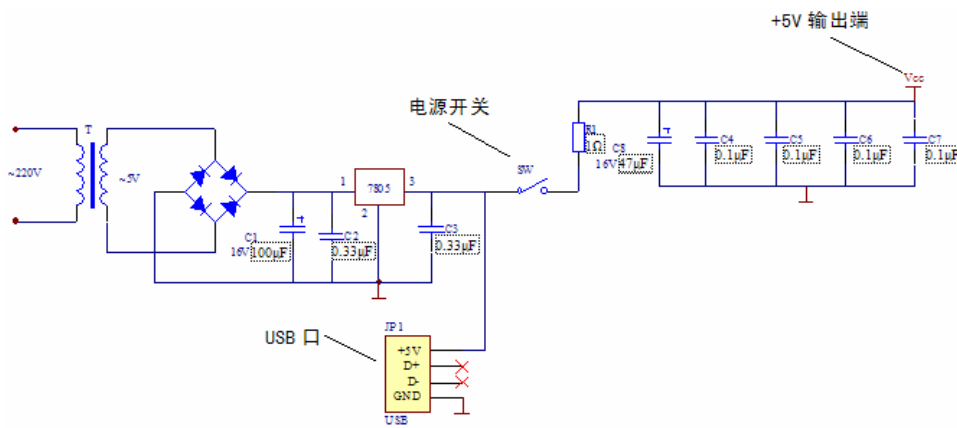 +5V 输出端
Vcc
电源开关
T
R1
1Ω
C8
16V 47μF
C4
0.1μF
C5
0.1μF
C6
0.1μF
C7
0.1μF
~220V
~5V
SW
1
7805
3
2
C1
16V 100μF
C2
0.33μF
C3
0.33μF
USB 口
JP1
+5V
D+
D-
GND
USB